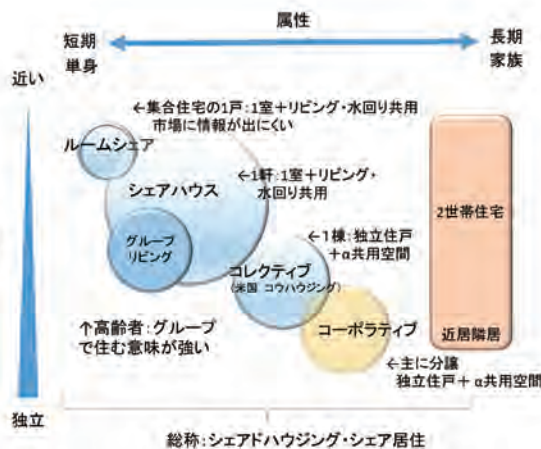 属性
短期
単身
長期
家族
近い
←集合住宅の1戸:1室+リビング・水回り共用
市場に情報が出にくい
ルームシェア
シェアハウス
←1軒:1室+リビング・
水回り共用
2世帯住宅
グループ
リビング
←1棟:独立住戸
+α共用空間
コレクティブ
(米国 コウハウジング)
↑高齢者:グループ
で住む意味が強い
コーポラティブ
近居隣居
←主に分譲
独立住戸+α共用空間
独立
総称:シェアドハウジング・シェア居住